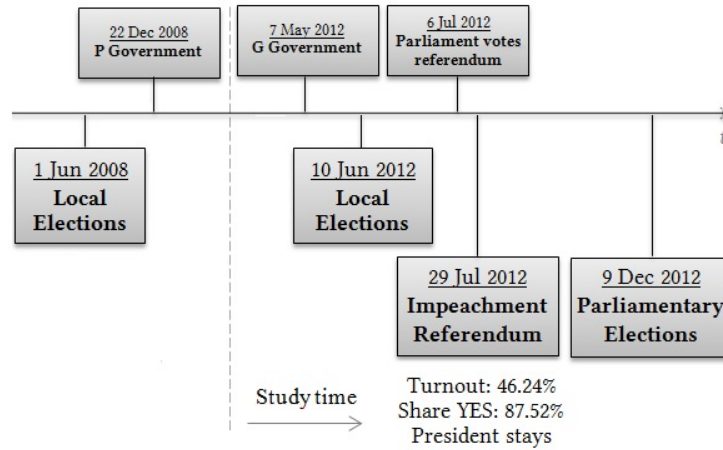 22 Dec 2008
P Government
7 May 2012
G Government
6 Jul 2012
Parliament votes
referendum
1 Jun 2008
Local
Elections
10 Jun 2012
Local
Elections
29 Jul 2012
Impeachment
Referendum
9 Dec 2012
Parliamentary
Elections
Study time
Turnout: 46.24%
Share YES: 87.52%
President stays